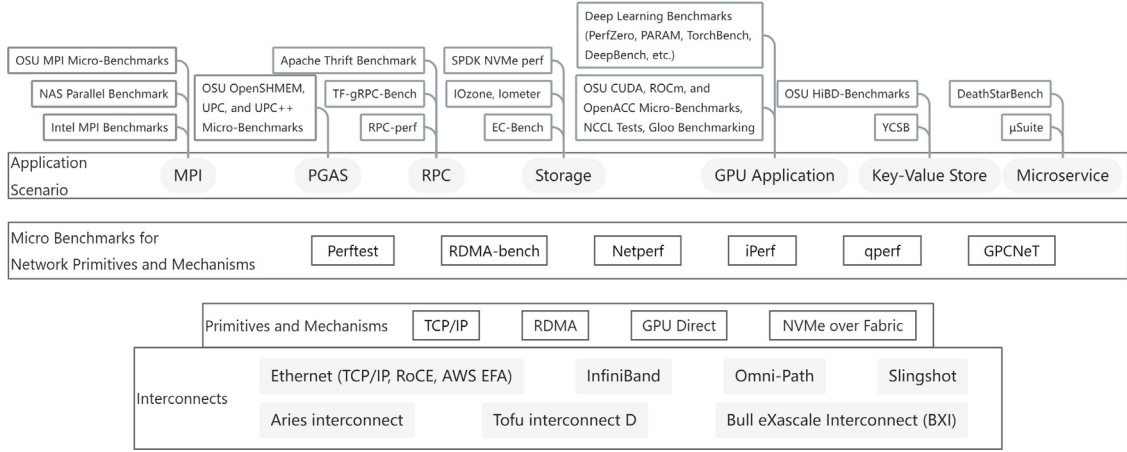 Deep Learning Benchmarks
(PerfZero, PARAM, TorchBench,
DeepBench, etc.)
OSU MPI Micro-Benchmarks
Apache Thrift Benchmark
SPDK NVMe perf
NAS Parallel Benchmark
OSU OpenSHMEM,
UPC, and UPC++
Micro-Benchmarks
TF-gRPC-Bench
IOzone, Iometer
OSU CUDA, ROCm, and
OpenACC Micro-Benchmarks,
NCCL Tests, Gloo Benchmarking
OSU HiBD-Benchmarks
DeathStarBench
Intel MPI Benchmarks
RPC-perf
EC-Bench
YCSB
μSuite
Application
Scenario
MPI
PGAS
RPC
Storage
GPU Application
Key-Value Store
Microservice
Micro Benchmarks for
Network Primitives and Mechanisms
Perftest
RDMA-bench
Netperf
iPerf
qperf
GPCNeT
Primitives and Mechanisms
TCP/IP
RDMA
GPU Direct
NVMe over Fabric
Interconnects
Ethernet (TCP/IP, RoCE, AWS EFA)
InfiniBand
Omni-Path
Slingshot
Aries interconnect
Tofu interconnect D
Bull eXascale Interconnect (BXI)